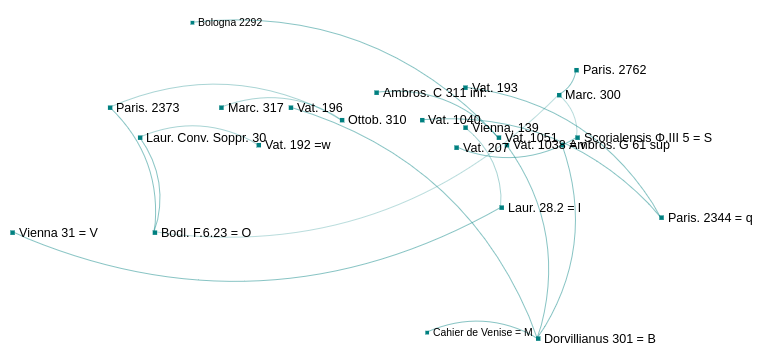 Bologna 2292
Paris. 2762
Vat. 193
Ambros. C 311 inf.
Marc. 300
Paris. 2373
Marc. 317
Vat. 196
Ottob. 310
Vat. 1040
Vienna, 139
Laur. Conv. Soppr. 30
Vat. 1051
Scorialensis Φ III 5 = S
Vat. 192 =w
Vat. 207
Vat. 1038
Ambros. G 61 sup
Laur. 28.2 = l
Paris. 2344 = q
Vienna 31 = V
Bodl. F.6.23 = O
Cahier de Venise = M
Dorvillianus 301 = B